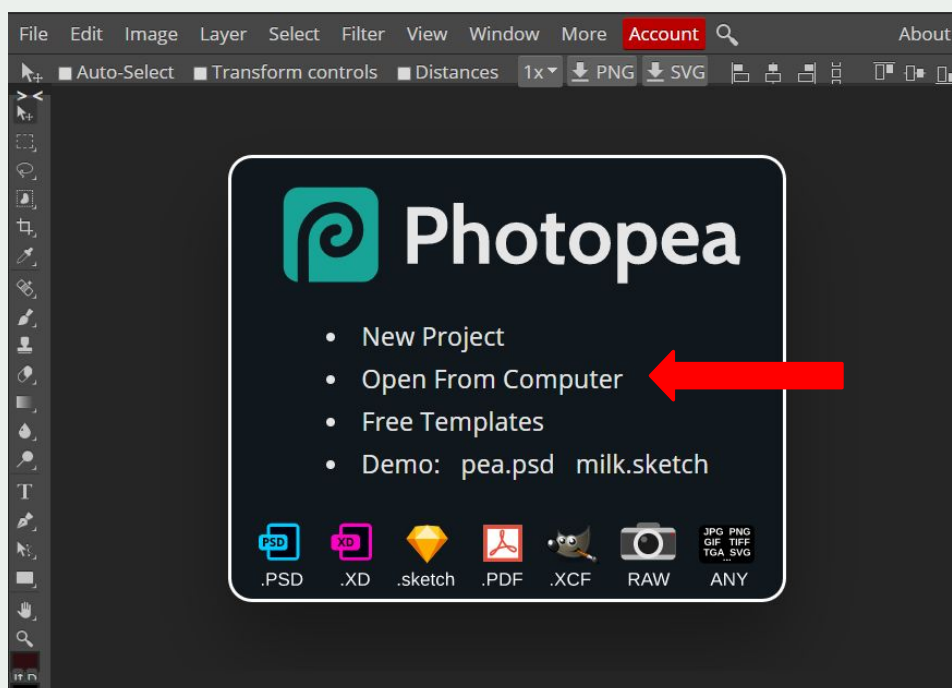 File Edit Image Layer Select Filter View Window More Account About
Auto-Select Transform controls Distances 1x PNG SVG
Photopea
New Project
Open From Computer
Free Templates
Demo: pea.psd milk.sketch
PSD XD JPG PNG
GIF TIFF
TGA SVG
...
.PSD .XD .sketch .PDF .XCF RAW ANY